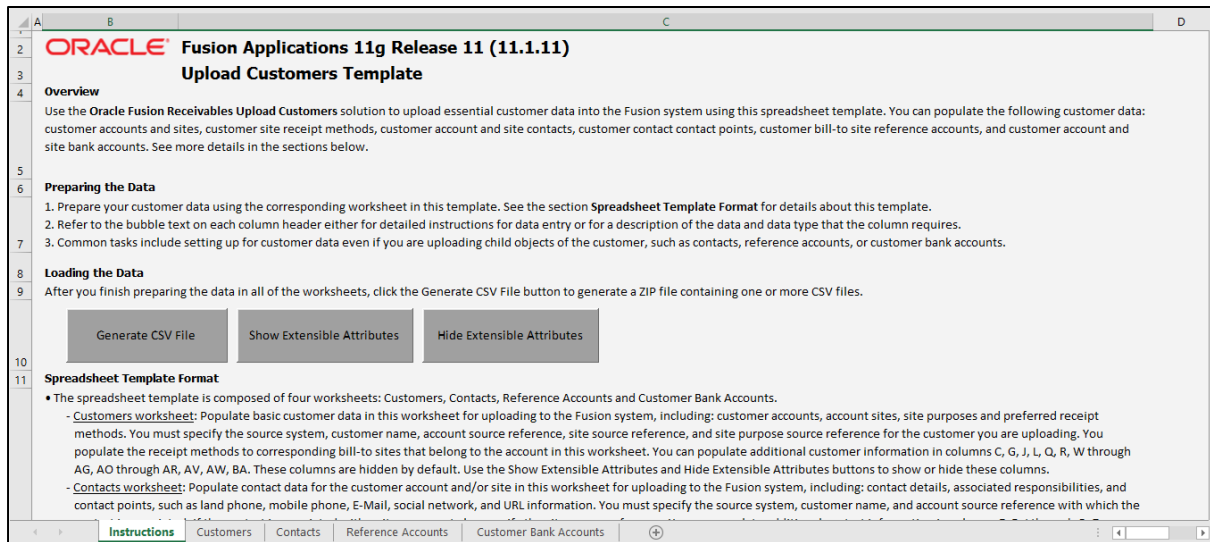 A B C D
2 ORACLE Fusion Applications 11g Release 11 (11.1.11)
3 Upload Customers Template
4 Overview
Use the Oracle Fusion Receivables Upload Customers solution to upload essential customer data into the Fusion system using this spreadsheet template. You can populate the following customer data:
customer accounts and sites, customer site receipt methods, customer account and site contacts, customer contact contact points, customer bill-to site reference accounts, and customer account and
site bank accounts. See more details in the sections below.
5
6 Preparing the Data
1. Prepare your customer data using the corresponding worksheet in this template. See the section Spreadsheet Template Format for details about this template.
2. Refer to the bubble text on each column header either for detailed instructions for data entry or for a description of the data and data type that the column requires.
7 3. Common tasks include setting up for customer data even if you are uploading child objects of the customer, such as contacts, reference accounts, or customer bank accounts.
8 Loading the Data
9 After you finish preparing the data in all of the worksheets, click the Generate CSV File button to generate a ZIP file containing one or more CSV files.
Generate CSV File Show Extensible Attributes Hide Extensible Attributes
10
11 Spreadsheet Template Format
• The spreadsheet template is composed of four worksheets: Customers, Contacts, Reference Accounts and Customer Bank Accounts.
- Customers worksheet: Populate basic customer data in this worksheet for uploading to the Fusion system, including: customer accounts, account sites, site purposes and preferred receipt
methods. You must specify the source system, customer name, account source reference, site source reference, and site purpose source reference for the customer you are uploading. You
populate the receipt methods to corresponding bill-to sites that belong to the account in this worksheet. You can populate additional customer information in columns C, G, J, L, Q, R, W through
AG, AO through AR, AV, AW, BA. These columns are hidden by default. Use the Show Extensible Attributes and Hide Extensible Attributes buttons to show or hide these columns.
- Contacts worksheet: Populate contact data for the customer account and/or site in this worksheet for uploading to the Fusion system, including: contact details, associated responsibilities, and
contact points, such as land phone, mobile phone, E-Mail, social network, and URL information. You must specify the source system, customer name, and account source reference with which the
Instructions Customers Contacts Reference Accounts Customer Bank Accounts